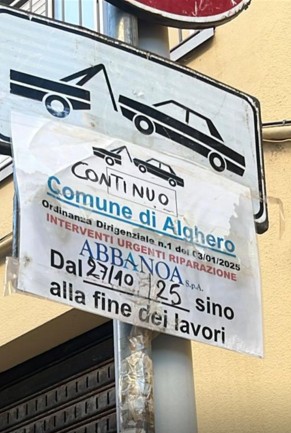 CONTINUO
Comune di Alghero
Ordinanza Dirigenziale n.1 del 03/01/2025
INTERVENTI URGENTI RIPARAZIONE
ABBANOA S.p.A.
Dal 27/10 25 sino
alla fine dei lavori